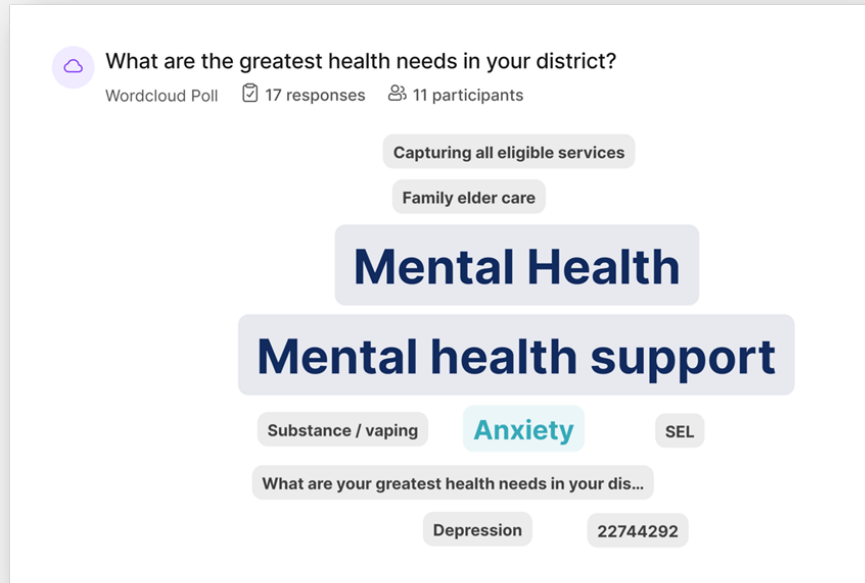 What are the greatest health needs in your district?
Wordcloud Poll 17 responses 11 participants
Capturing all eligible services
Family elder care
Mental Health
Mental health support
Substance / vaping Anxiety SEL
What are your greatest health needs in your dis...
Depression 22744292